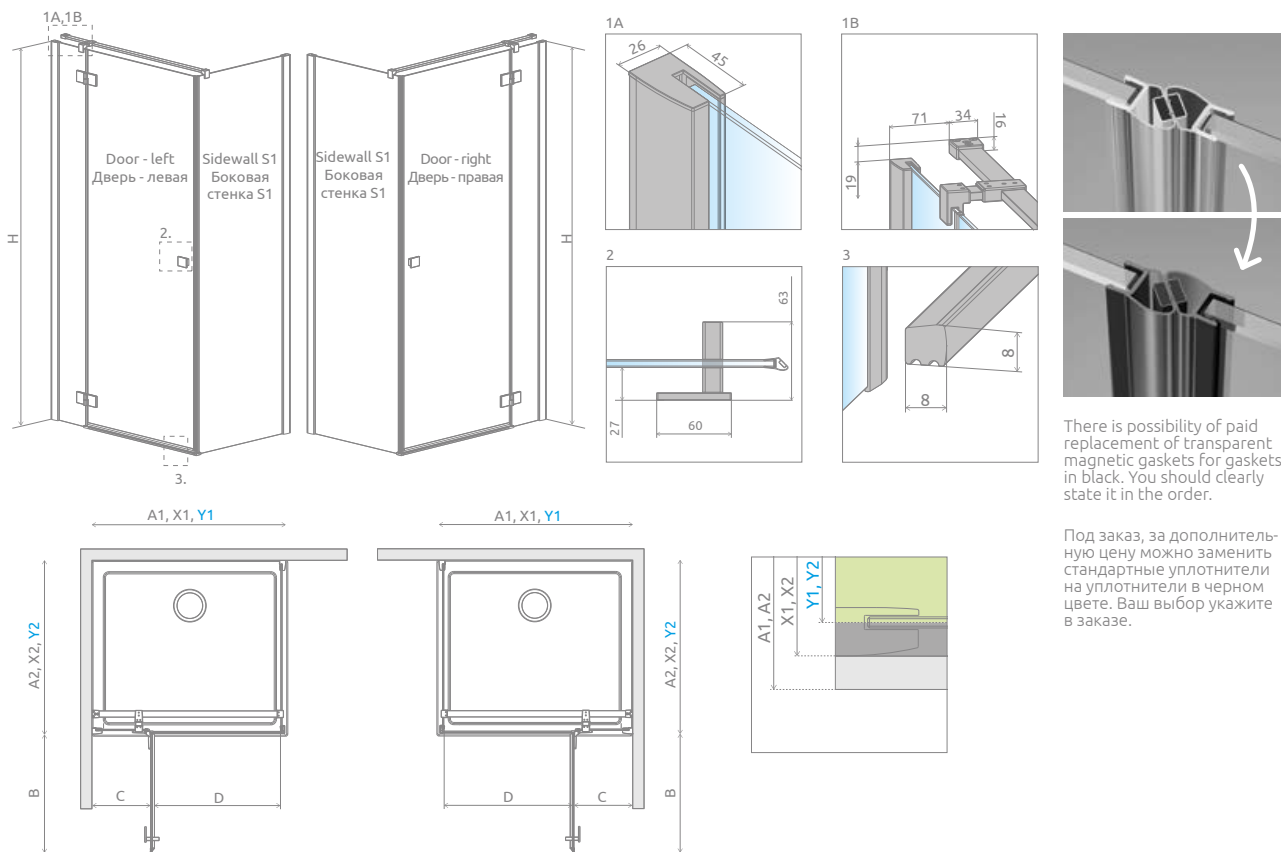 1A,1B
H
Door - left
Дверь - левая
Sidewall S1
Боковая
стенка S1
2.
3.
Sidewall S1
Боковая
стенка S1
Door - right
Дверь - правая
H
1A
26
45
1B
71
34
16
19
2
63
27
60
3
8
8
There is possibility of paid
replacement of transparent
magnetic gaskets for gaskets
in black. You should clearly
state it in the order.
Под заказ, за дополнитель-
ную цену можно заменить
стандартные уплотнители
на уплотнители в черном
цвете. Ваш выбор укажите
в заказе.
A1, X1, Y1
A2, X2, Y2
B
C
D
A1, X1, Y1
A2, X2, Y2
B
D
C
A1, A2
X1, X2
Y1, Y2